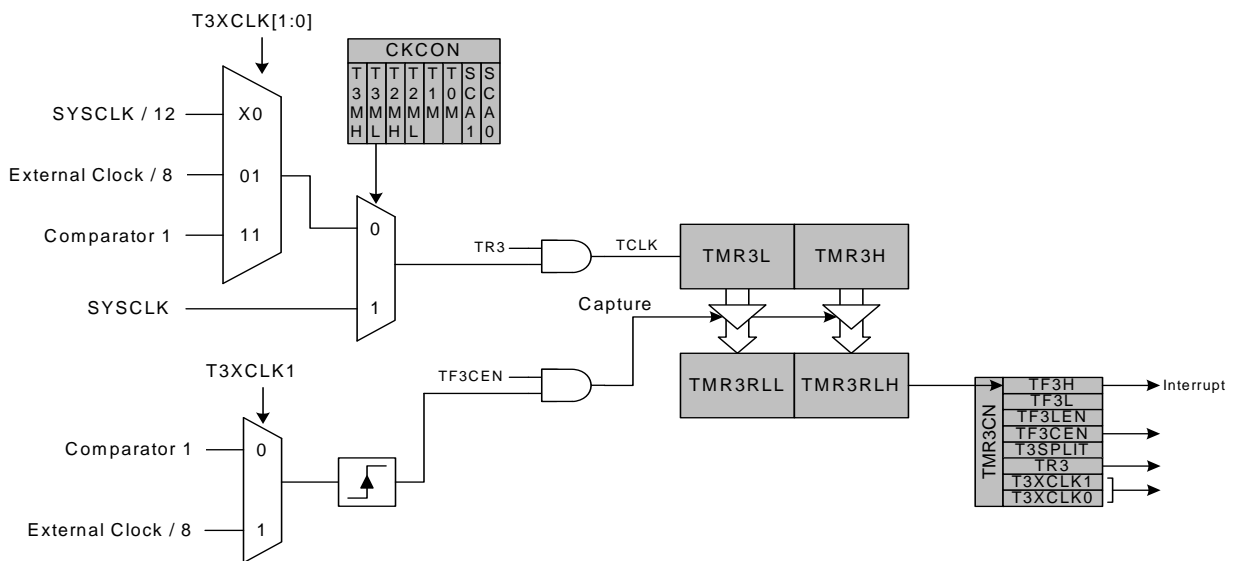 T3XCLK[1:0]
CKCON
T3MH
T3ML
T2MH
T2ML
T1M
T0M
SCA1
SCA0
SYSCLK / 12
X0
External Clock / 8
01
Comparator 1
11
0
SYSCLK
1
TR3
TCLK
TMR3L
TMR3H
Capture
T3XCLK1
TF3CEN
TMR3RLL
TMR3RLH
Comparator 1
0
External Clock / 8
1
TMR3CN
TF3H
TF3L
TF3LEN
TF3CEN
T3SPLIT
TR3
T3XCLK1
T3XCLK0
Interrupt